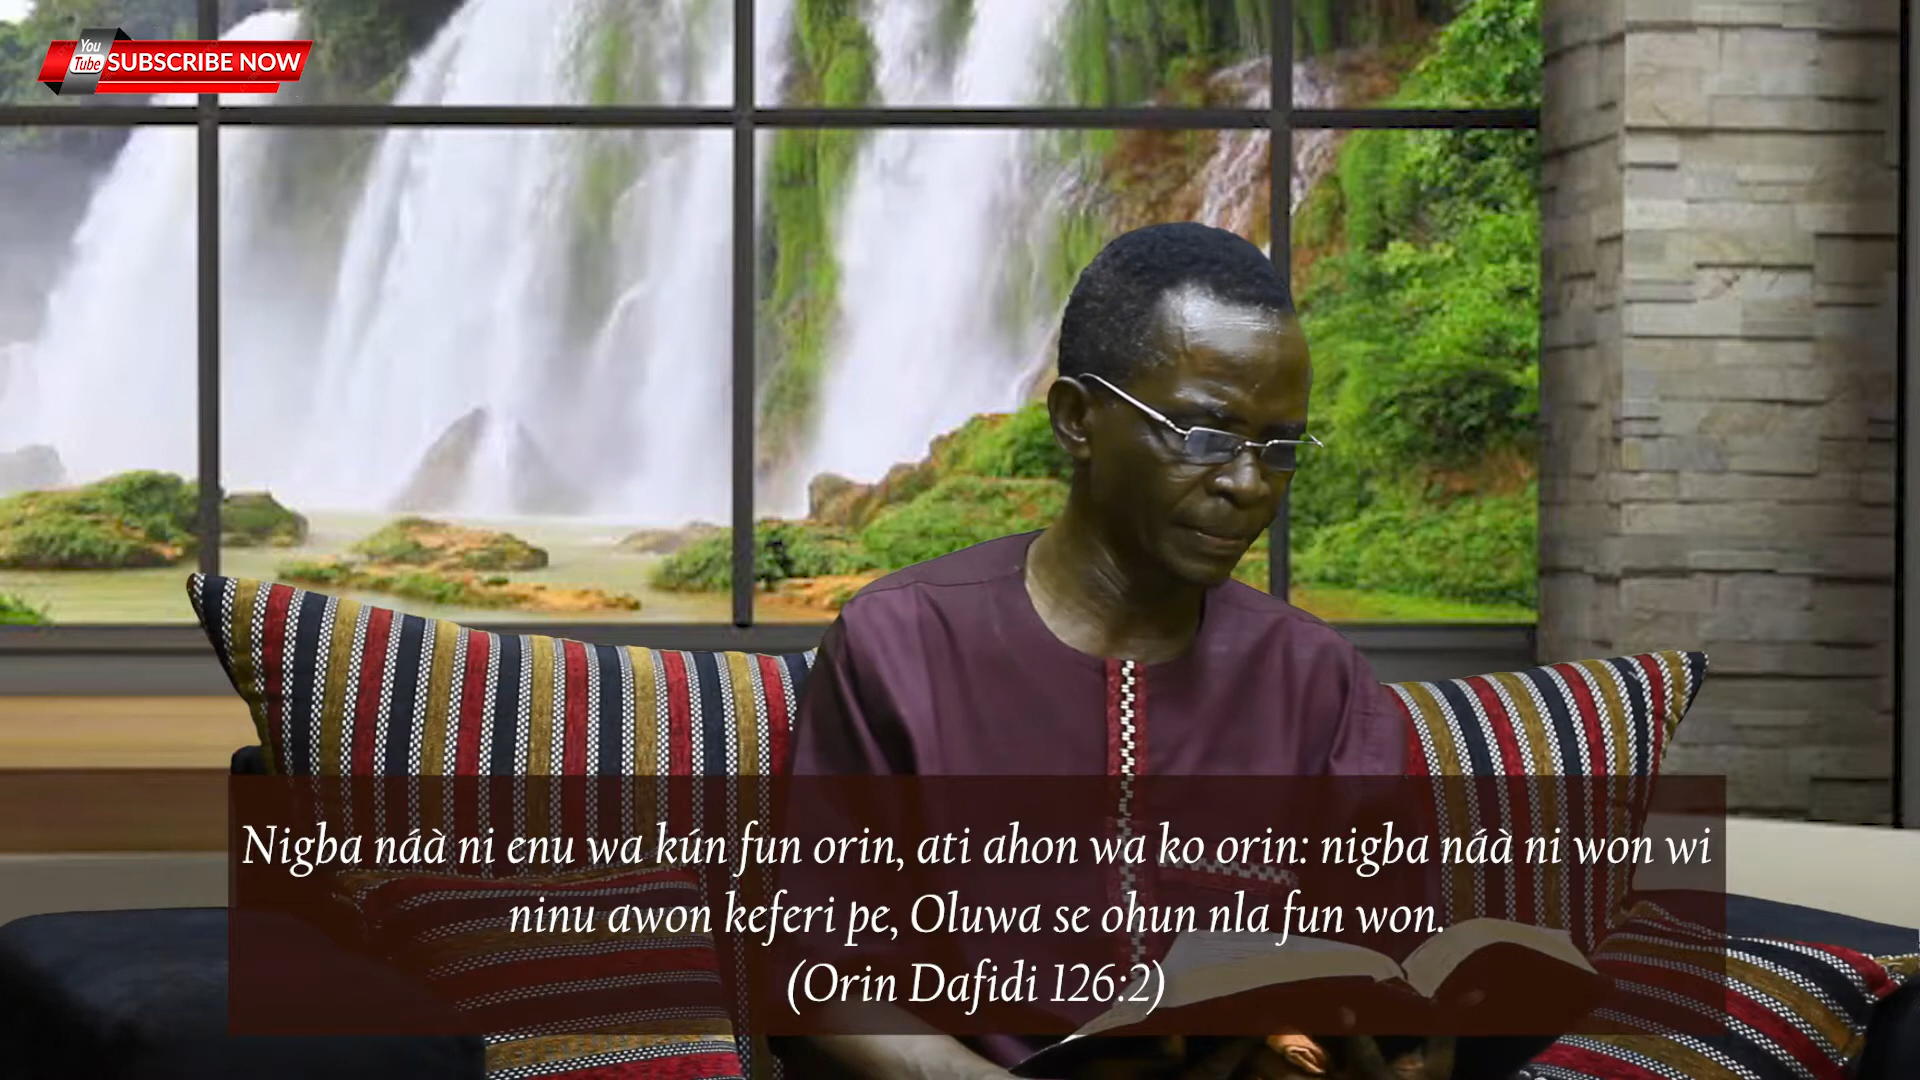 You
Tube
SUBSCRIBE NOW
Nigba náà ni enu wa kún fun orin, ati ahon wa ko orin: nigba náà ni won wi
ninu awon keferi pe, Oluwa se ohun nla fun won.
(Orin Dafidi 126:2)